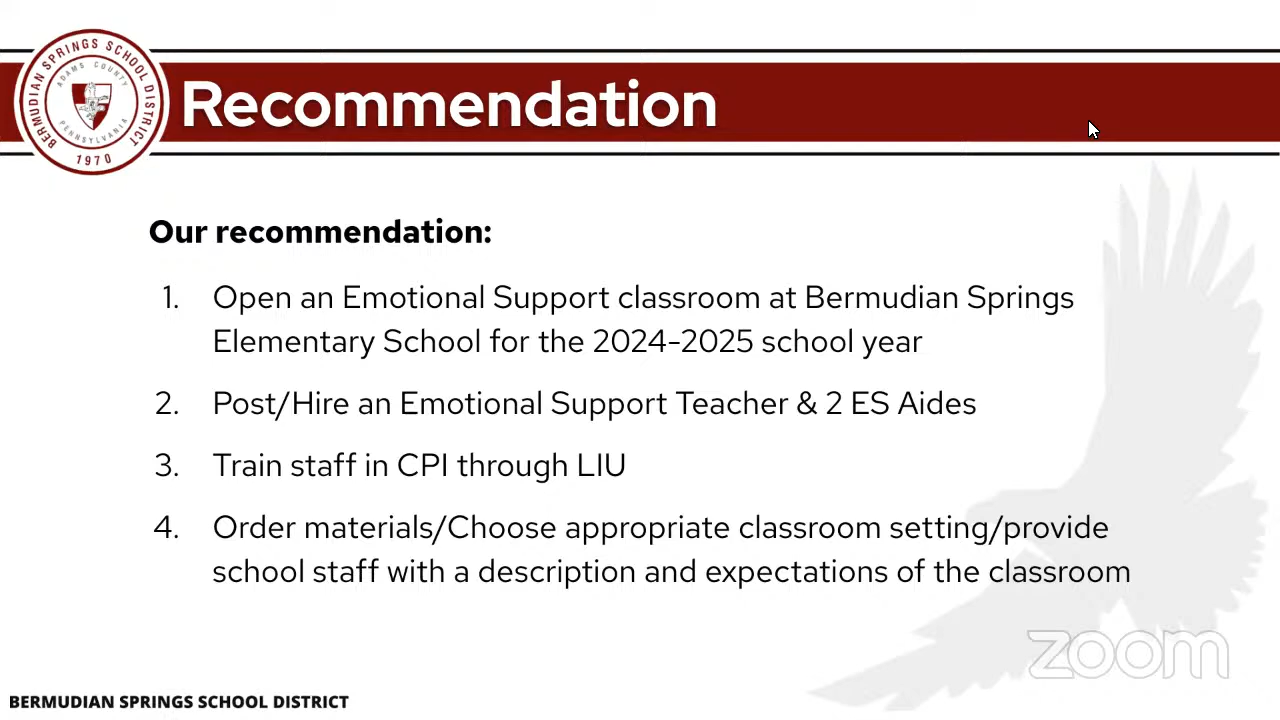 BERMUDIAN SPRINGS SCHOOL DISTRICT
ADAMS COUNTY
PENNSYLVANIA
1970
Recommendation
Our recommendation:
1. Open an Emotional Support classroom at Bermudian Springs
Elementary School for the 2024-2025 school year
2. Post/Hire an Emotional Support Teacher & 2 ES Aides
3. Train staff in CPI through LIU
4. Order materials/Choose appropriate classroom setting/provide
school staff with a description and expectations of the classroom
zoom
BERMUDIAN SPRINGS SCHOOL DISTRICT